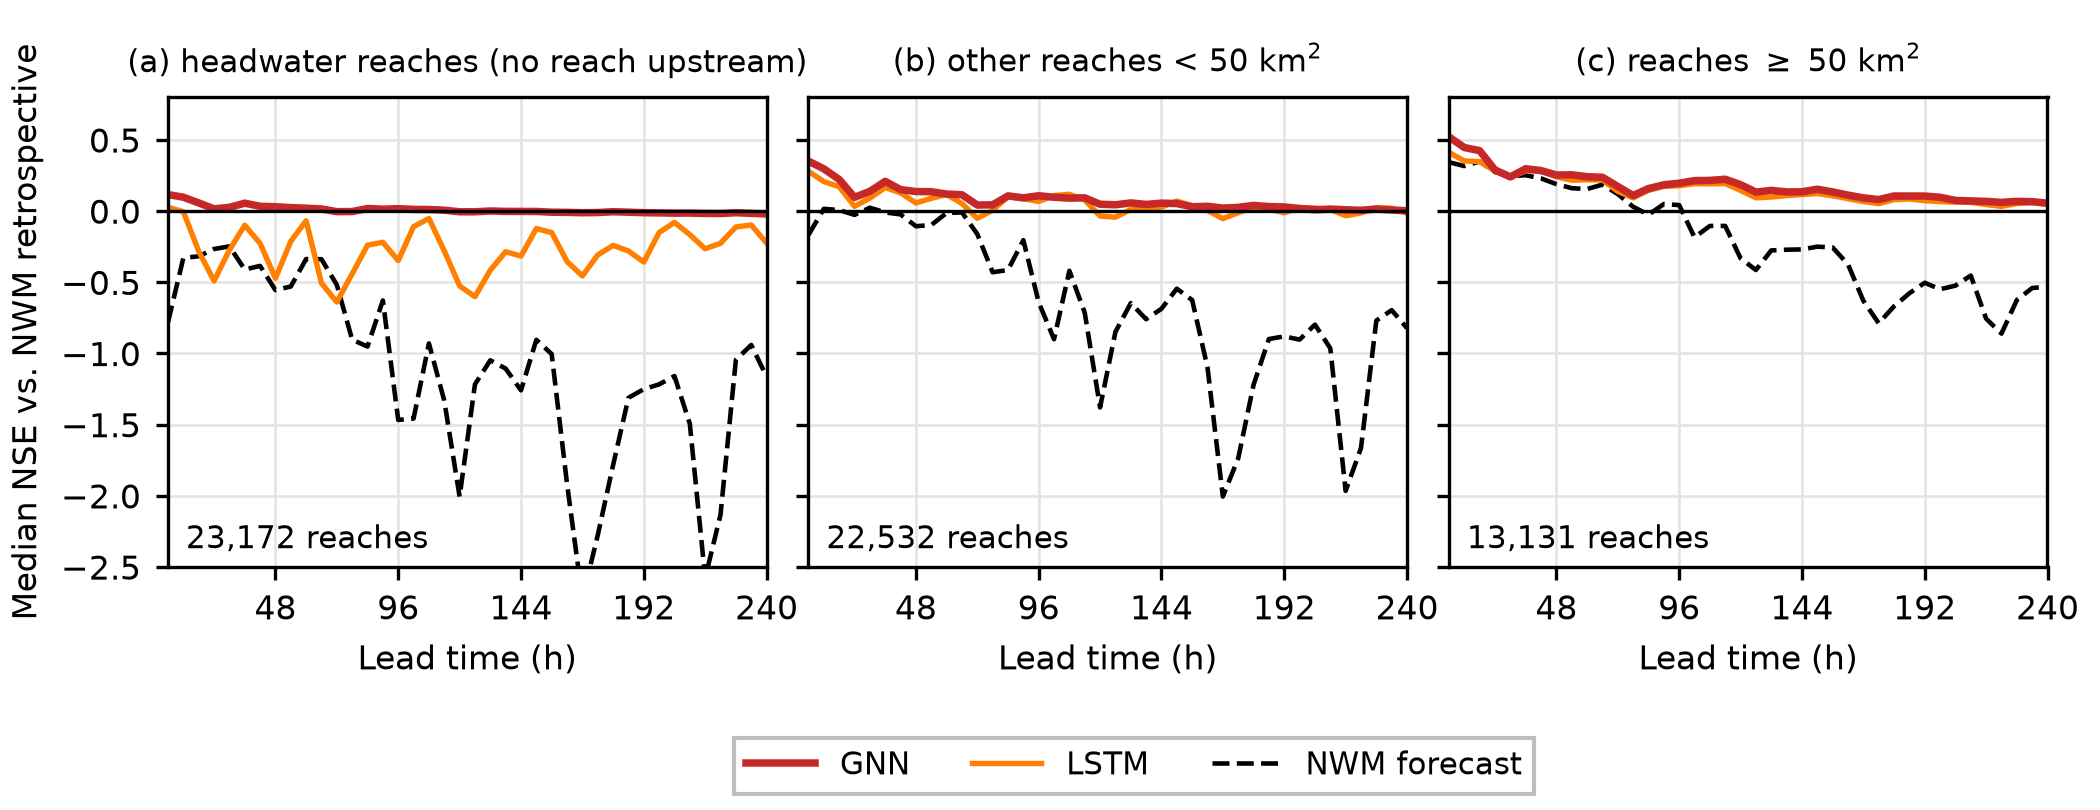 (a) headwater reaches (no reach upstream)
(b) other reaches < 50 km²
(c) reaches ≥ 50 km²
Median NSE vs. NWM retrospective
0.5
0.0
−0.5
−1.0
−1.5
−2.0
−2.5
23,172 reaches
22,532 reaches
13,131 reaches
48 96 144 192 240
48 96 144 192 240
48 96 144 192 240
Lead time (h)
Lead time (h)
Lead time (h)
GNN LSTM NWM forecast